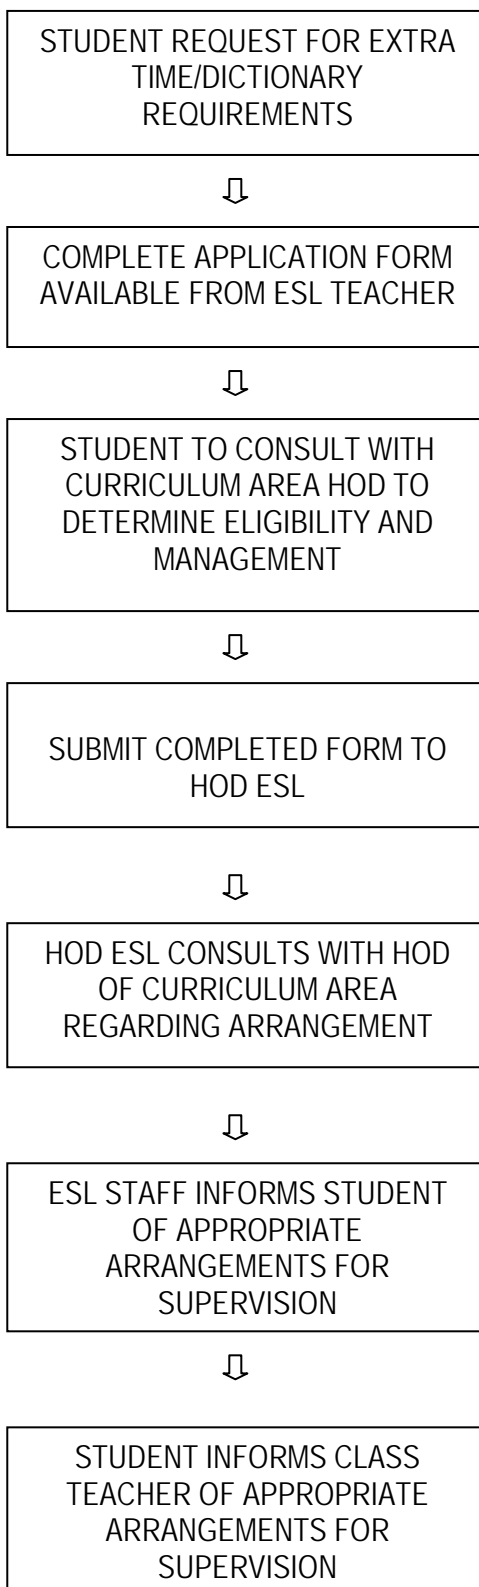 STUDENT REQUEST FOR EXTRA
TIME/DICTIONARY
REQUIREMENTS
⇩
COMPLETE APPLICATION FORM
AVAILABLE FROM ESL TEACHER
⇩
STUDENT TO CONSULT WITH
CURRICULUM AREA HOD TO
DETERMINE ELIGIBILITY AND
MANAGEMENT
⇩
SUBMIT COMPLETED FORM TO
HOD ESL
⇩
HOD ESL CONSULTS WITH HOD
OF CURRICULUM AREA
REGARDING ARRANGEMENT
⇩
ESL STAFF INFORMS STUDENT
OF APPROPRIATE
ARRANGEMENTS FOR
SUPERVISION
⇩
STUDENT INFORMS CLASS
TEACHER OF APPROPRIATE
ARRANGEMENTS FOR
SUPERVISION